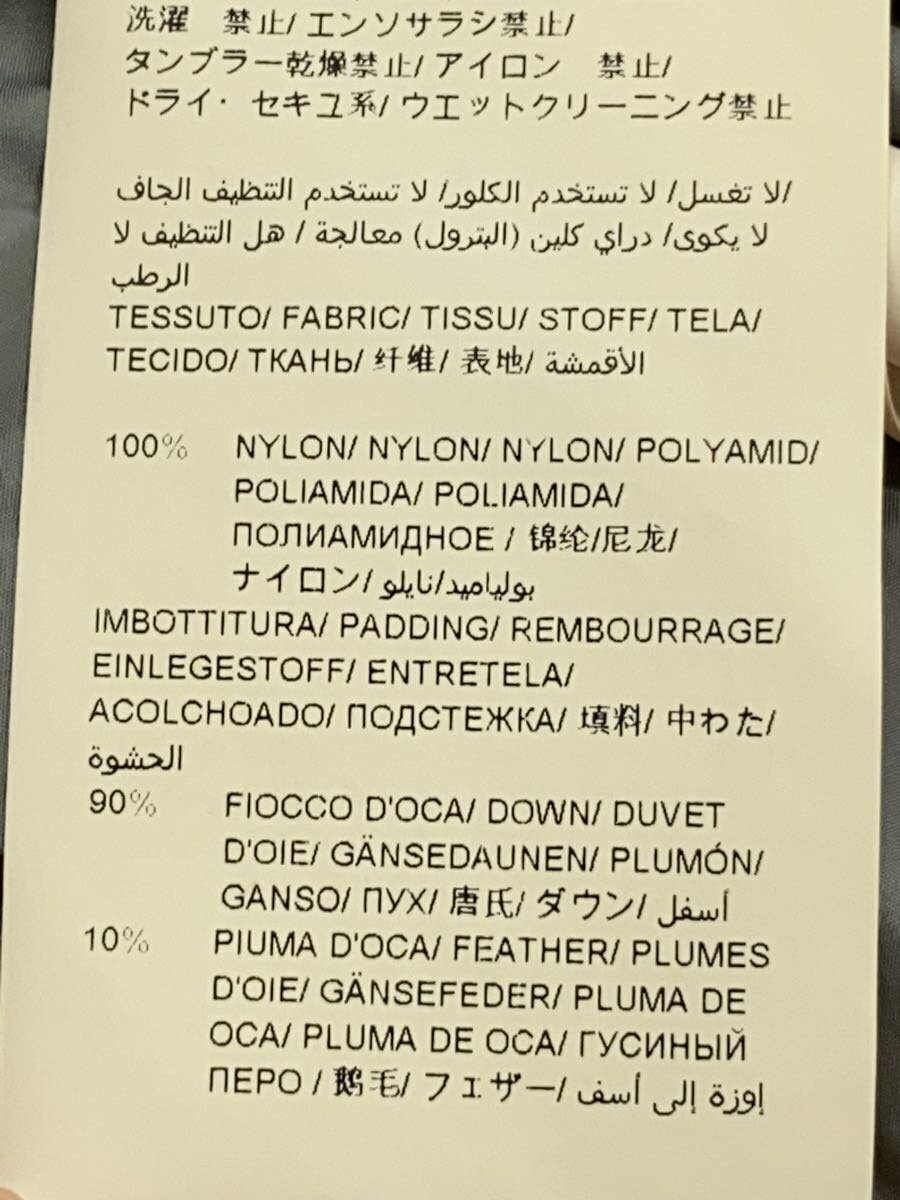 洗濯　禁止/ エンソサラシ禁止/
タンブラー乾燥禁止/ アイロン　禁止/
ドライ・ セキユ系/ ウエットクリーニング禁止
لا تغسل/ لا تستخدم الكلور/ لا تستخدم التنظيف الجاف/
لا يكوى/ دراي كلين (البترول) معالجة / هل التنظيف لا
الرطب
TESSUTO/ FABRIC/ TISSU/ STOFF/ TELA/
TECIDO/ ТКАНЬ/ 纤维/ 表地/ الأقمشة
100% NYLON/ NYLON/ NYLON/ POLYAMID/
POLIAMIDA/ POLIAMIDA/
ПОЛИАМИДНОЕ / 锦纶/尼龙/
ナイロン/ بولياميد/نايلو
IMBOTTITURA/ PADDING/ REMBOURRAGE/
EINLEGESTOFF/ ENTRETELA/
ACOLCHOADO/ ПОДСТЕЖКА/ 填料/ 中わた/
الحشوة
90% FIOCCO D'OCA/ DOWN/ DUVET
D'OIE/ GÄNSEDAUNEN/ PLUMÓN/
GANSO/ ПУХ/ 唐氏/ ダウン/ أسفل
10% PIUMA D'OCA/ FEATHER/ PLUMES
D'OIE/ GÄNSEFEDER/ PLUMA DE
OCA/ PLUMA DE OCA/ ГУСИНЫЙ
ПЕРО / 鹅毛/ フェザー/ إوزة إلى أسف